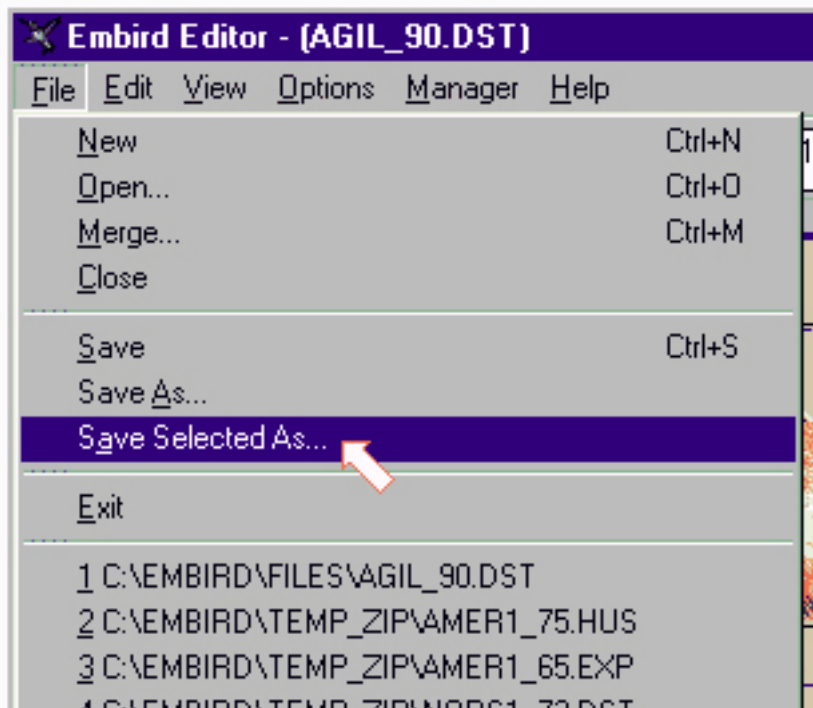 Embird Editor - (AGIL_90.DST)
File Edit View Options Manager Help
New Ctrl+N
Open... Ctrl+O
Merge... Ctrl+M
Close
Save Ctrl+S
Save As...
Save Selected As...
Exit
1 C:\EMBIRD\FILES\AGIL_90.DST
2 C:\EMBIRD\TEMP_ZIP\AMER1_75.HUS
3 C:\EMBIRD\TEMP_ZIP\AMER1_65.EXP